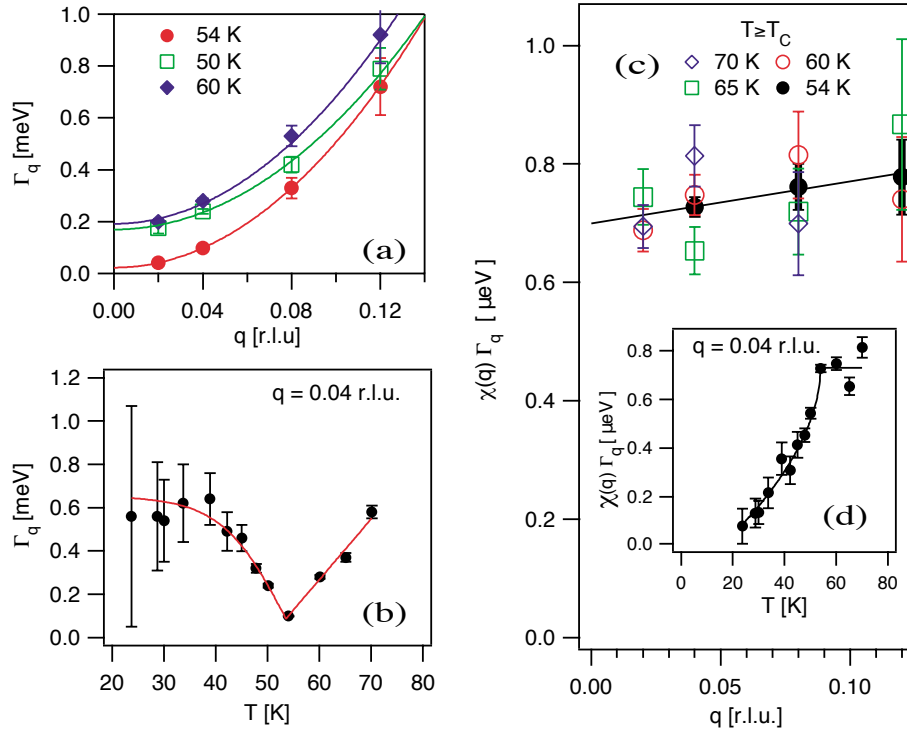 (a)
54 K
50 K
60 K
Γq [meV]
1.0
0.8
0.6
0.4
0.2
0.0
0.00 0.04 0.08 0.12
q [r.l.u]
(b)
q = 0.04 r.l.u.
Γq [meV]
1.2
1.0
0.8
0.6
0.4
0.2
0.0
20 30 40 50 60 70 80
T [K]
(c)
T≥TC
70 K 60 K
65 K 54 K
χ(q) Γq [ μeV]
1.0
0.8
0.6
0.4
0.2
0.0
0.00 0.05 0.10
q [r.l.u.]
(d)
q = 0.04 r.l.u.
χ(q) Γq [ μeV]
0.8
0.6
0.4
0.2
0.0
0 20 40 60 80
T [K]